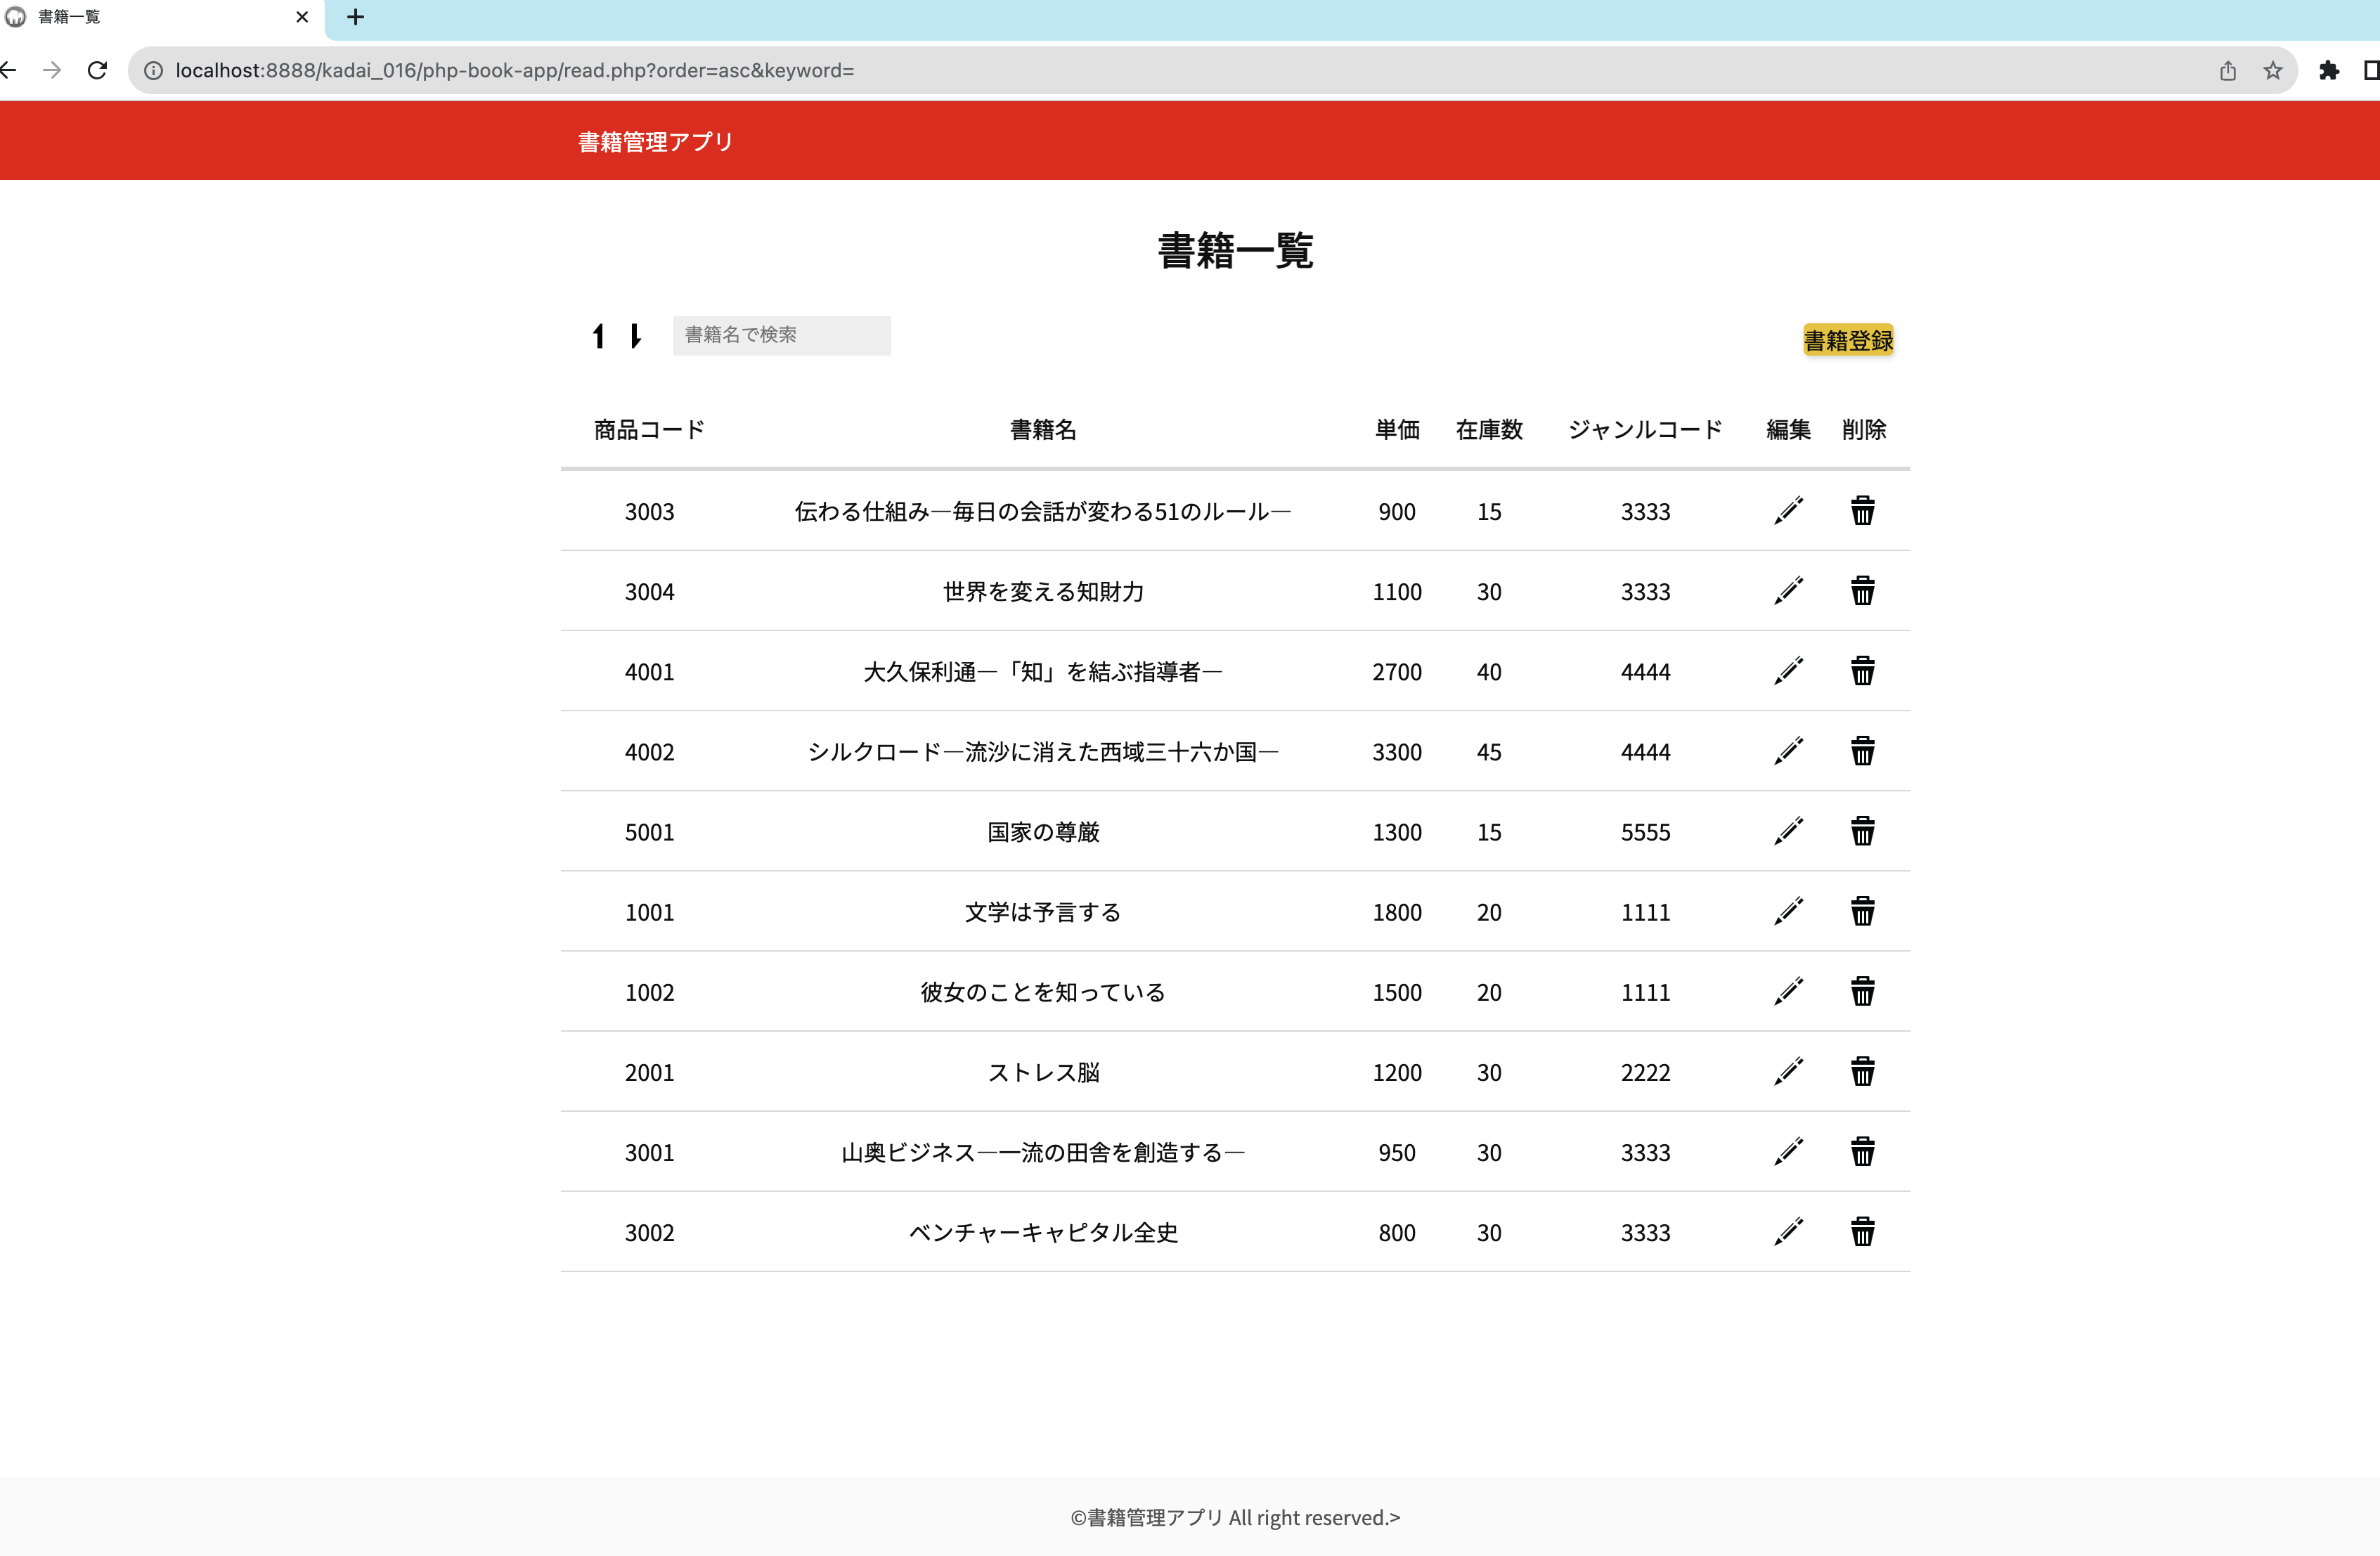 書籍一覧
localhost:8888/kadai_016/php-book-app/read.php?order=asc&keyword=
書籍管理アプリ
書籍一覧
書籍名で検索 書籍登録
商品コード 書籍名 単価 在庫数 ジャンルコード 編集 削除
3003 伝わる仕組み―毎日の会話が変わる51のルール― 900 15 3333
3004 世界を変える知財力 1100 30 3333
4001 大久保利通―「知」を結ぶ指導者― 2700 40 4444
4002 シルクロード―流沙に消えた西域三十六か国― 3300 45 4444
5001 国家の尊厳 1300 15 5555
1001 文学は予言する 1800 20 1111
1002 彼女のことを知っている 1500 20 1111
2001 ストレス脳 1200 30 2222
3001 山奥ビジネス―一流の田舎を創造する― 950 30 3333
3002 ベンチャーキャピタル全史 800 30 3333
©書籍管理アプリ All right reserved.>